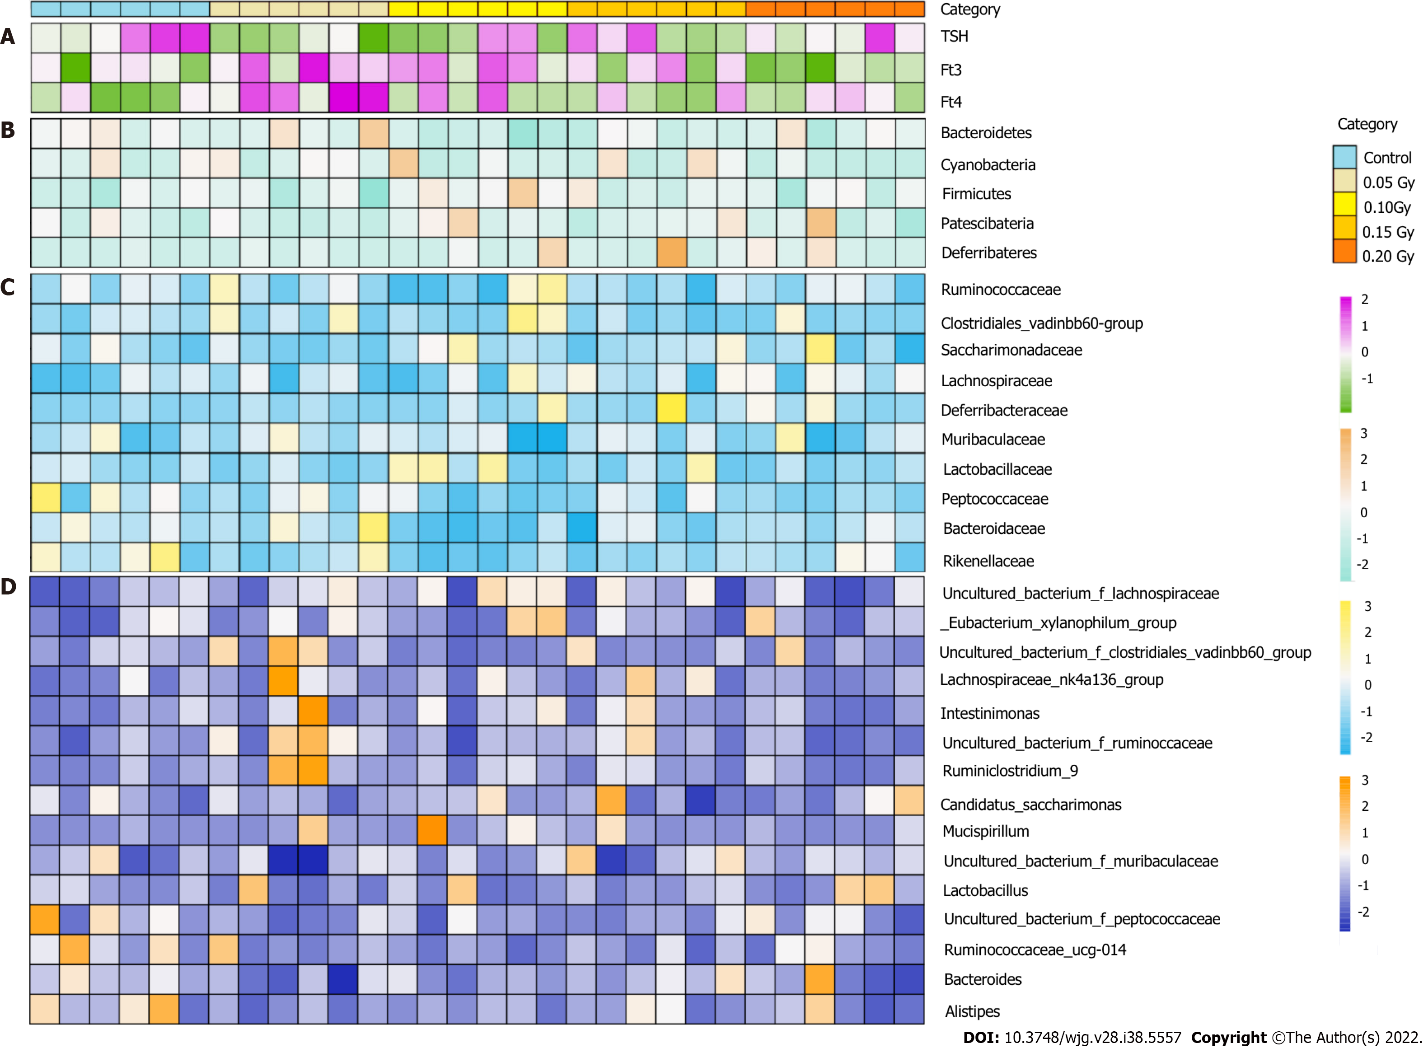 Category
A
TSH
Ft3
Ft4
B
Bacteroidetes
Cyanobacteria
Firmicutes
Patescibateria
Deferribateres
C
Ruminococcaceae
Clostridiales_vadinbb60-group
Saccharimonadaceae
Lachnospiraceae
Deferribacteraceae
Muribaculaceae
Lactobacillaceae
Peptococcaceae
Bacteroidaceae
Rikenellaceae
D
Uncultured_bacterium_f_lachnospiraceae
_Eubacterium_xylanophilum_group
Uncultured_bacterium_f_clostridiales_vadinbb60_group
Lachnospiraceae_nk4a136_group
Intestinimonas
Uncultured_bacterium_f_ruminoccaceae
Ruminiclostridium_9
Candidatus_saccharimonas
Mucispirillum
Uncultured_bacterium_f_muribaculaceae
Lactobacillus
Uncultured_bacterium_f_peptococcaceae
Ruminococcaceae_ucg-014
Bacteroides
Alistipes
Category
Control
0.05 Gy
0.10Gy
0.15 Gy
0.20 Gy
2
1
0
-1
3
2
1
0
-1
-2
3
2
1
0
-1
-2
3
2
1
0
-1
-2
DOI: 10.3748/wjg.v28.i38.5557 Copyright ©The Author(s) 2022.